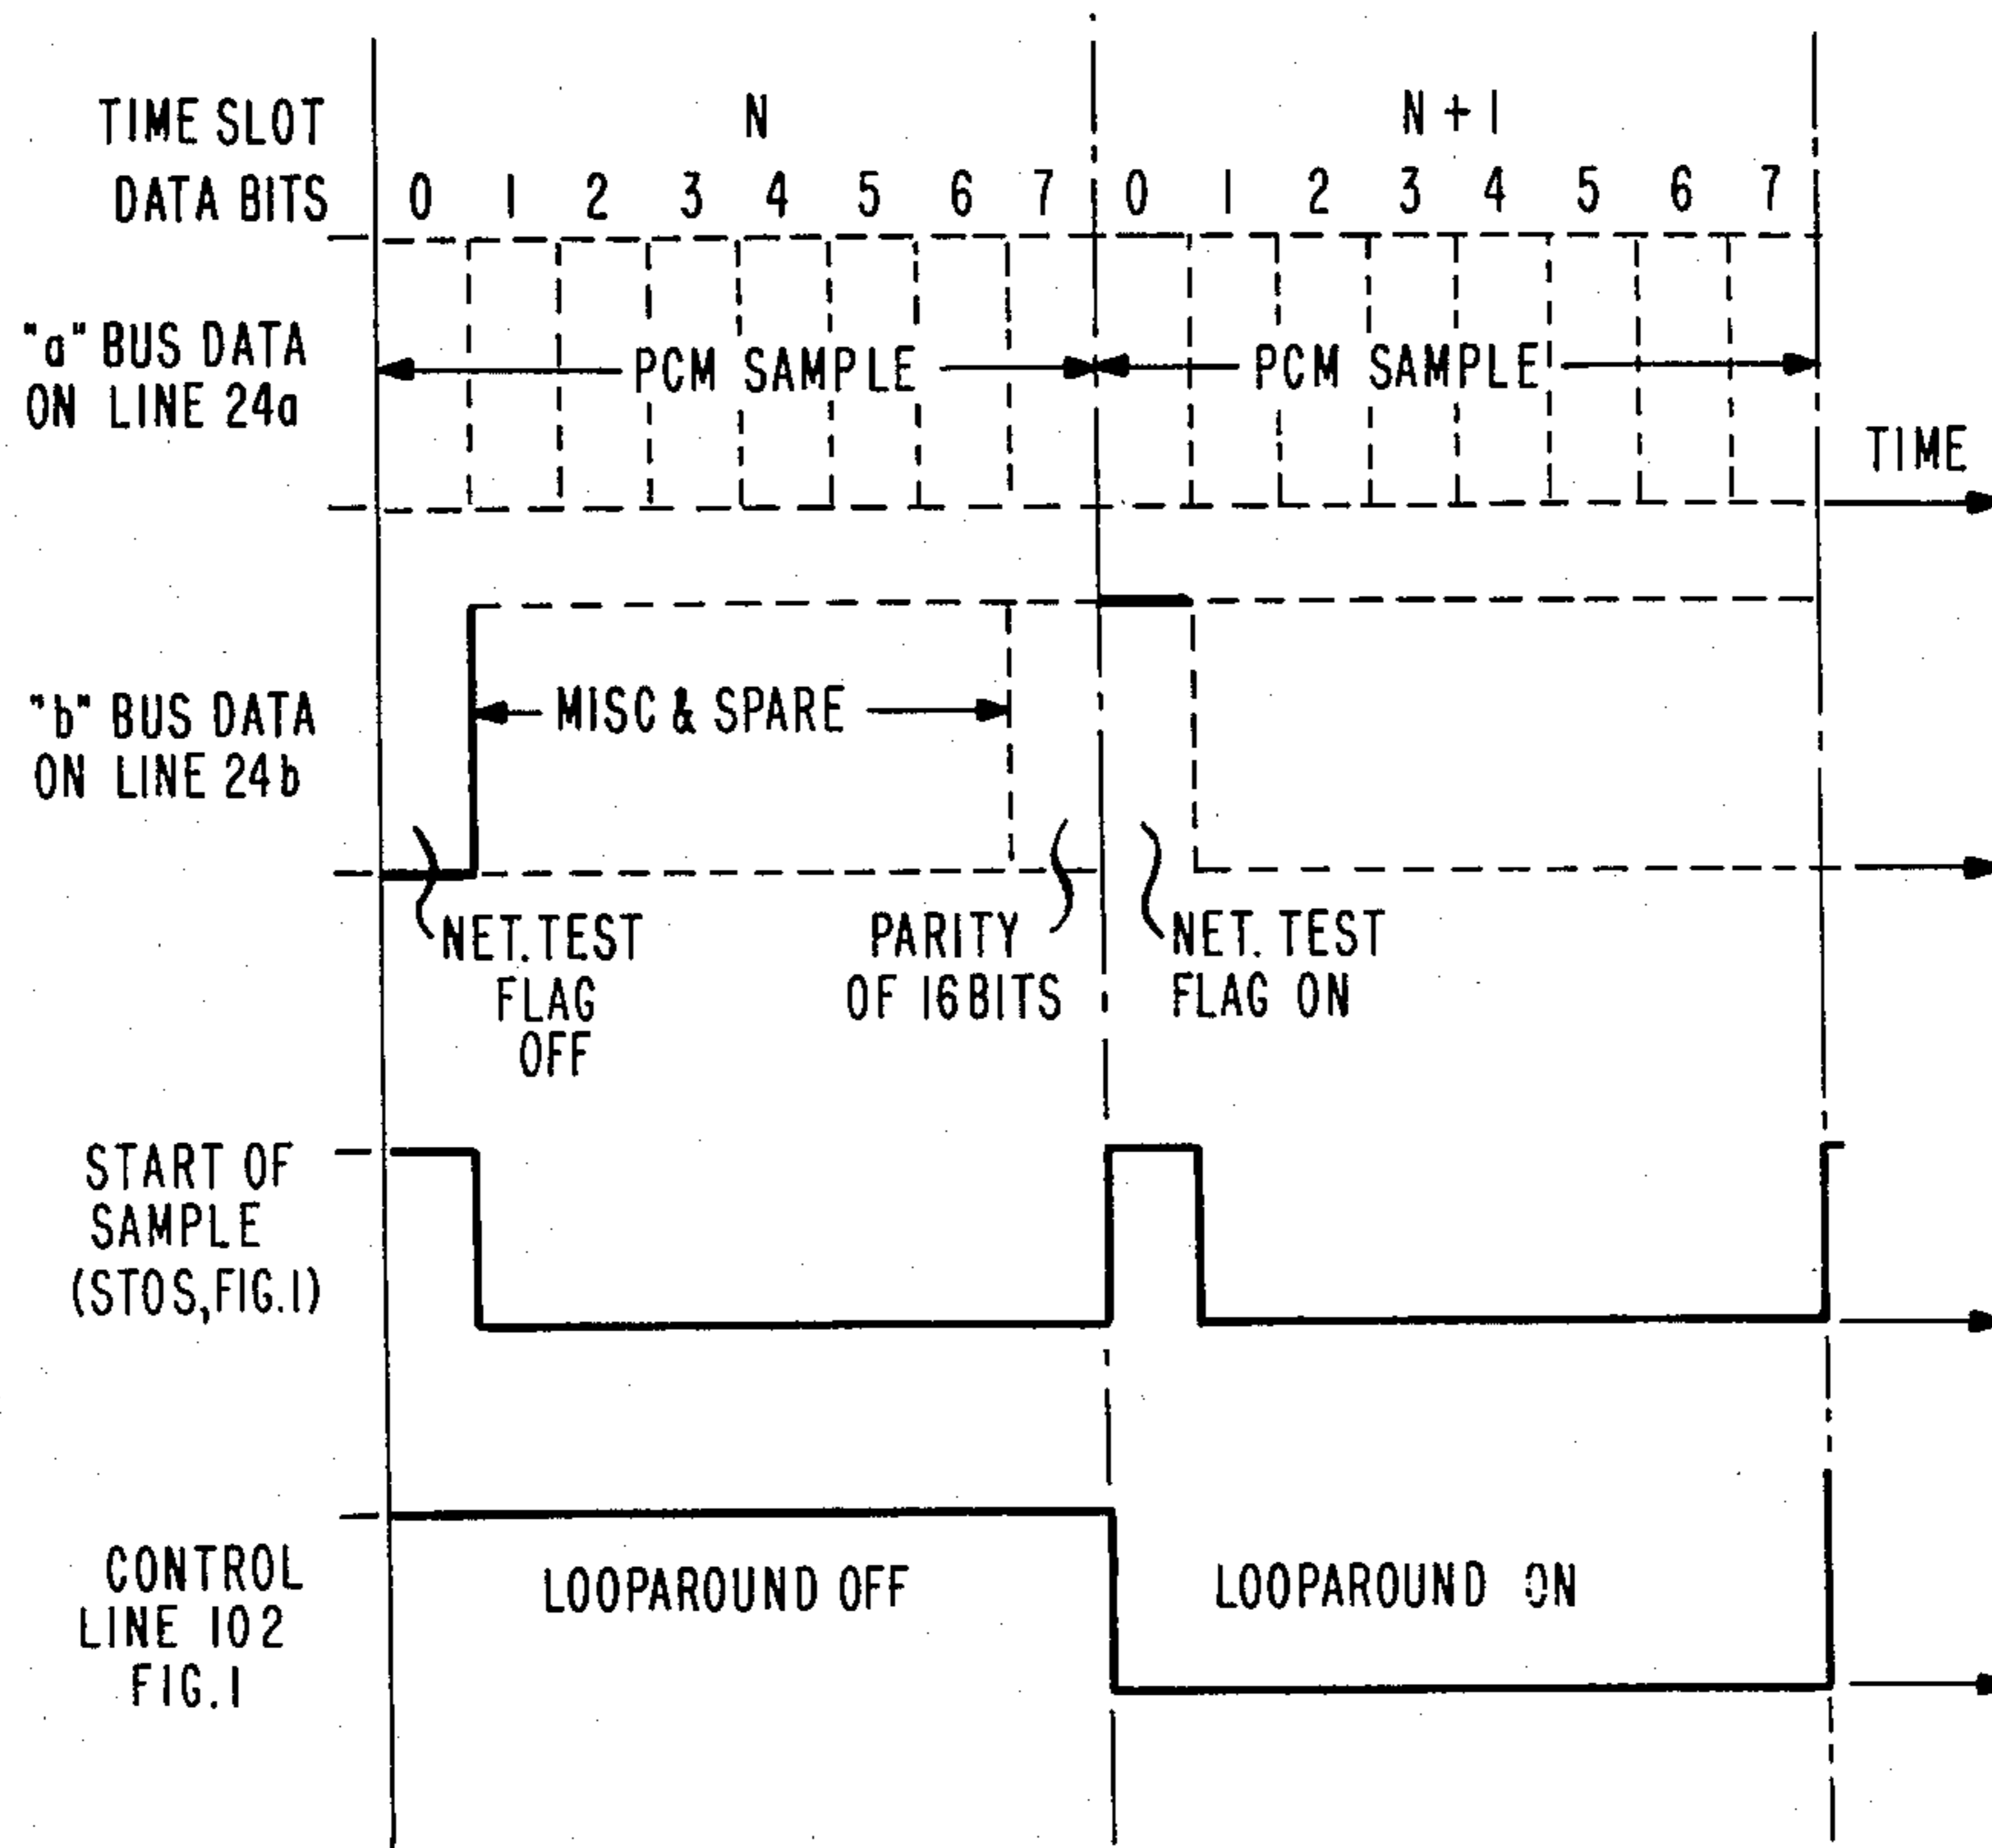 TIME SLOT N N+1
DATA BITS 0 1 2 3 4 5 6 7 0 1 2 3 4 5 6 7
"a" BUS DATA
ON LINE 24a
PCM SAMPLE PCM SAMPLE
TIME
"b" BUS DATA
ON LINE 24b
MISC & SPARE
NET. TEST
FLAG
OFF
PARITY
OF 16 BITS
NET. TEST
FLAG ON
START OF
SAMPLE
(STOS, FIG.1)
CONTROL
LINE 102
FIG.1
LOOPAROUND OFF
LOOPAROUND ON